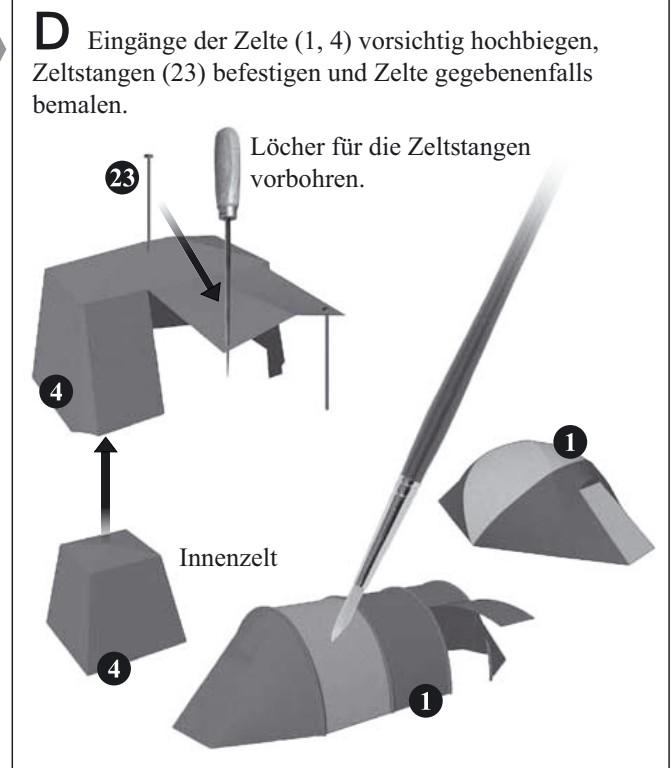 D Eingänge der Zelte (1, 4) vorsichtig hochbiegen,
Zeltstangen (23) befestigen und Zelte gegebenenfalls
bemalen.
Löcher für die Zeltstangen
vorbohren.
23
4
1
Innenzelt
4
1